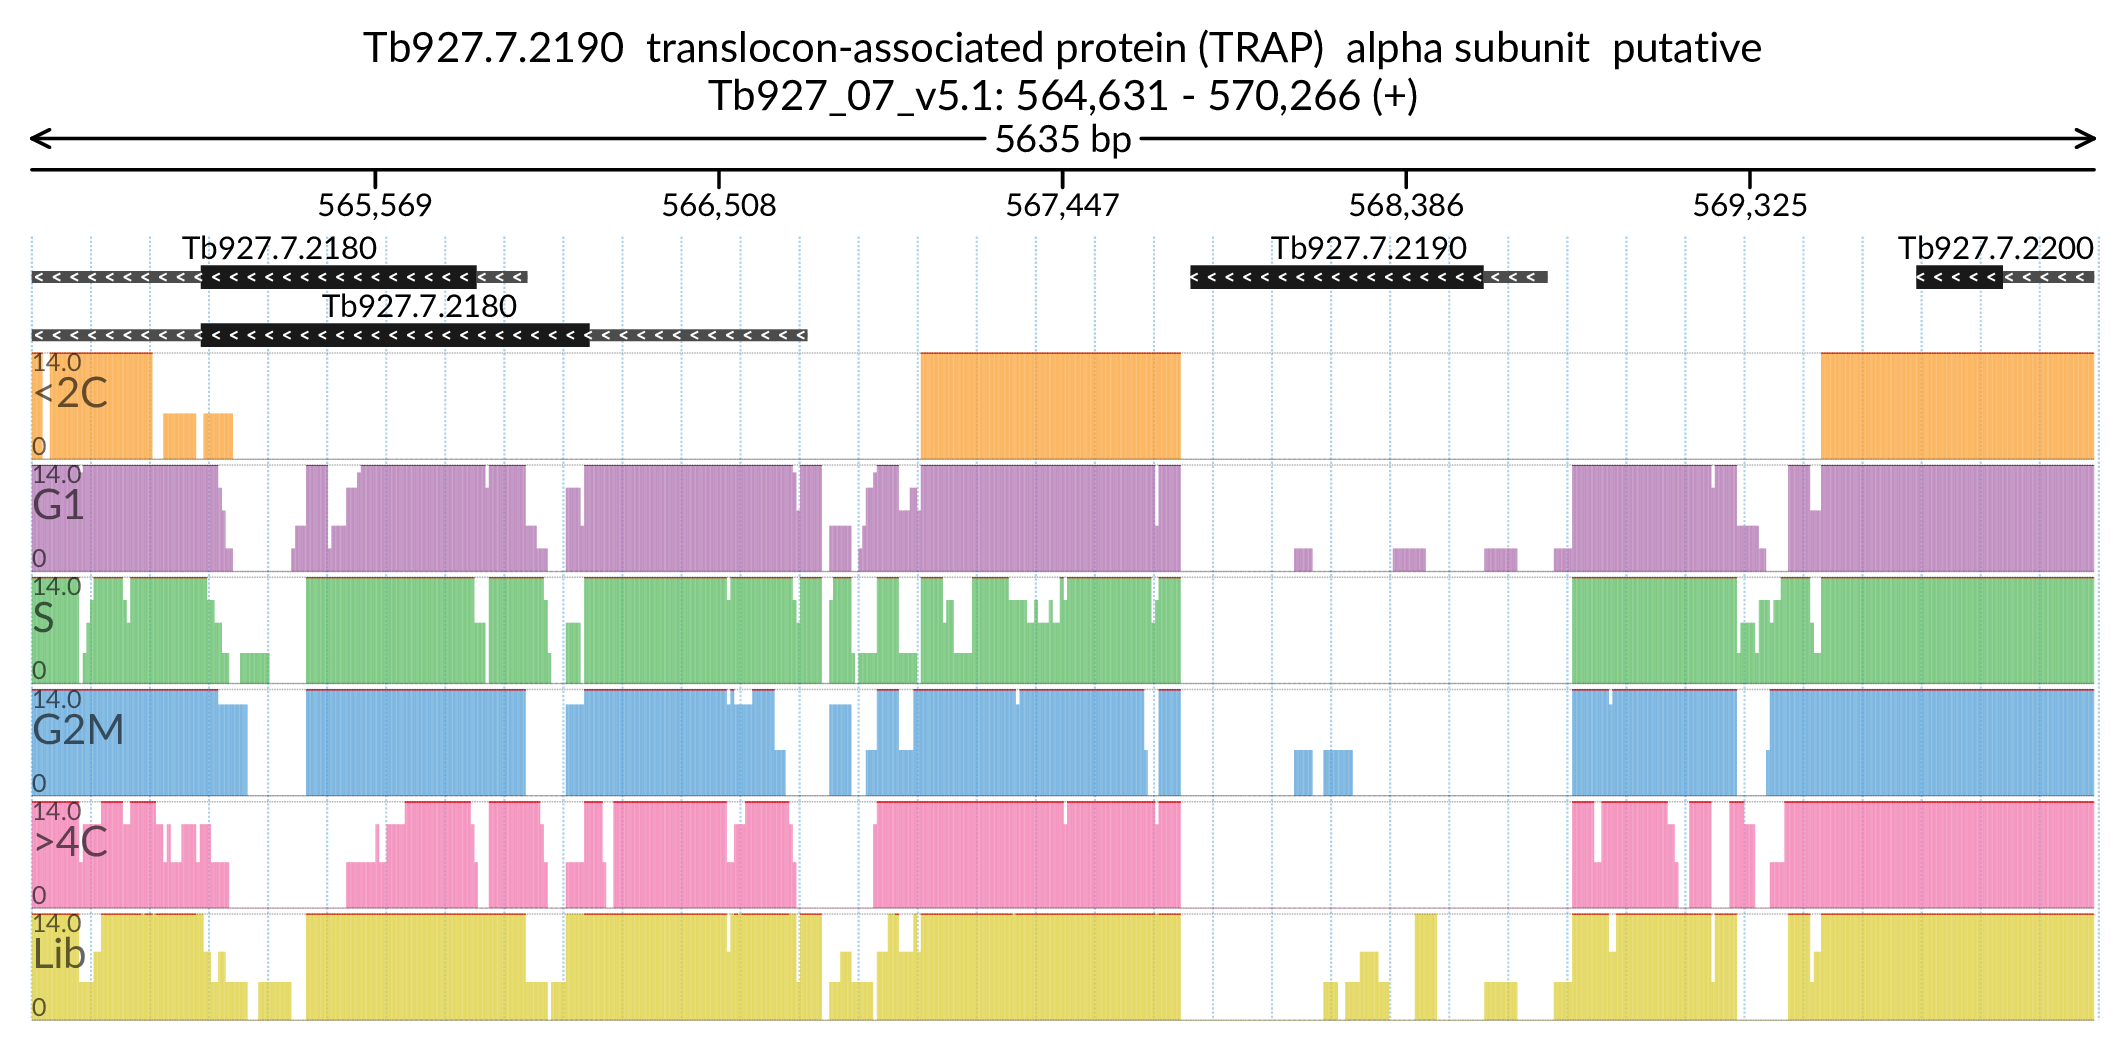 Tb927.7.2190 translocon-associated protein (TRAP) alpha subunit putative
Tb927_07_v5.1: 564,631 - 570,266 (+)
5635 bp
565,569 566,508 567,447 568,386 569,325
Tb927.7.2180 Tb927.7.2190 Tb927.7.2200
Tb927.7.2180
14.0
<2C
0
14.0
G1
0
14.0
S
0
14.0
G2M
0
14.0
>4C
0
14.0
Lib
0